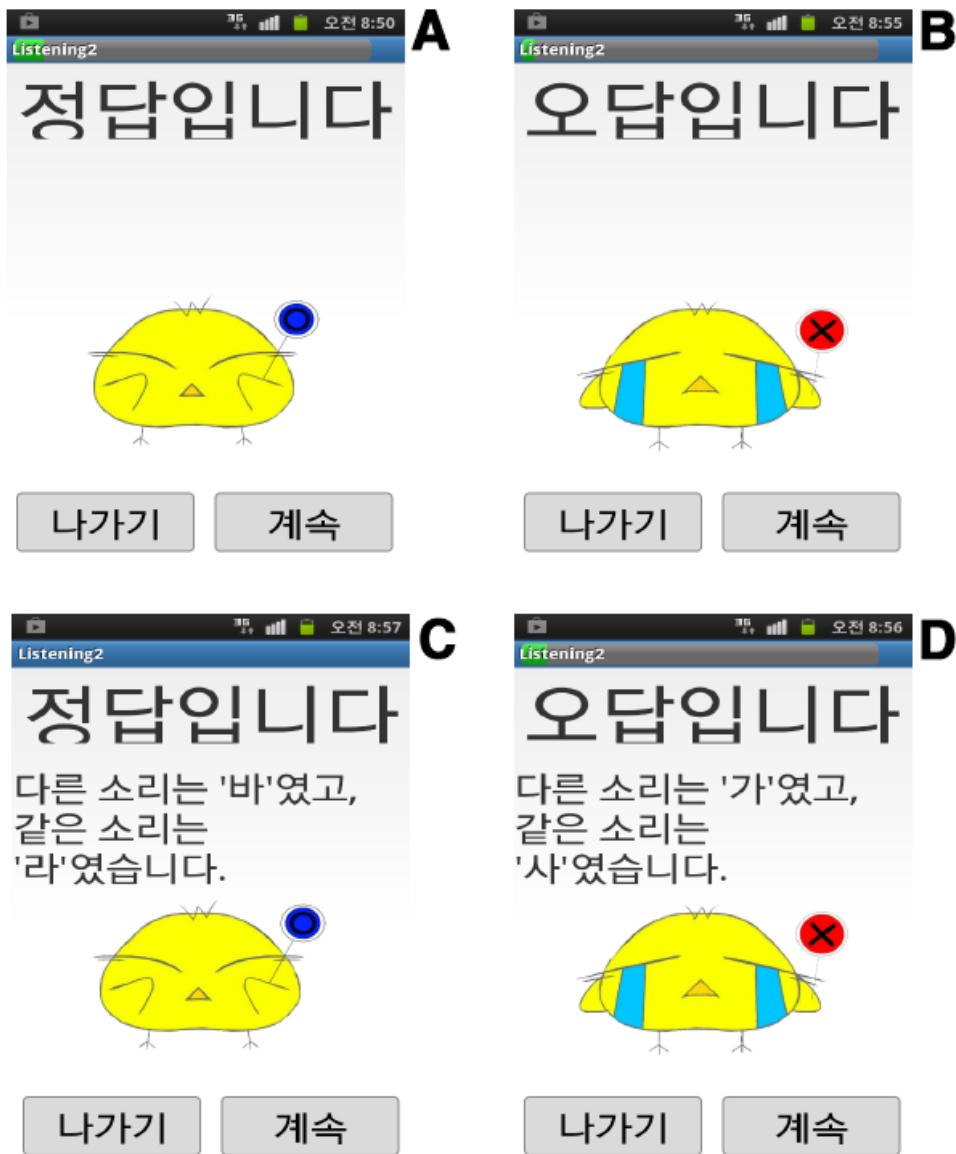 3G 오전 8:50
A
Listening2
정답입니다
나가기 계속
3G 오전 8:55
B
Listening2
오답입니다
나가기 계속
3G 오전 8:57
C
Listening2
정답입니다
다른 소리는 '바'였고,
같은 소리는
'라'였습니다.
나가기 계속
3G 오전 8:56
D
Listening2
오답입니다
다른 소리는 '가'였고,
같은 소리는
'사'였습니다.
나가기 계속